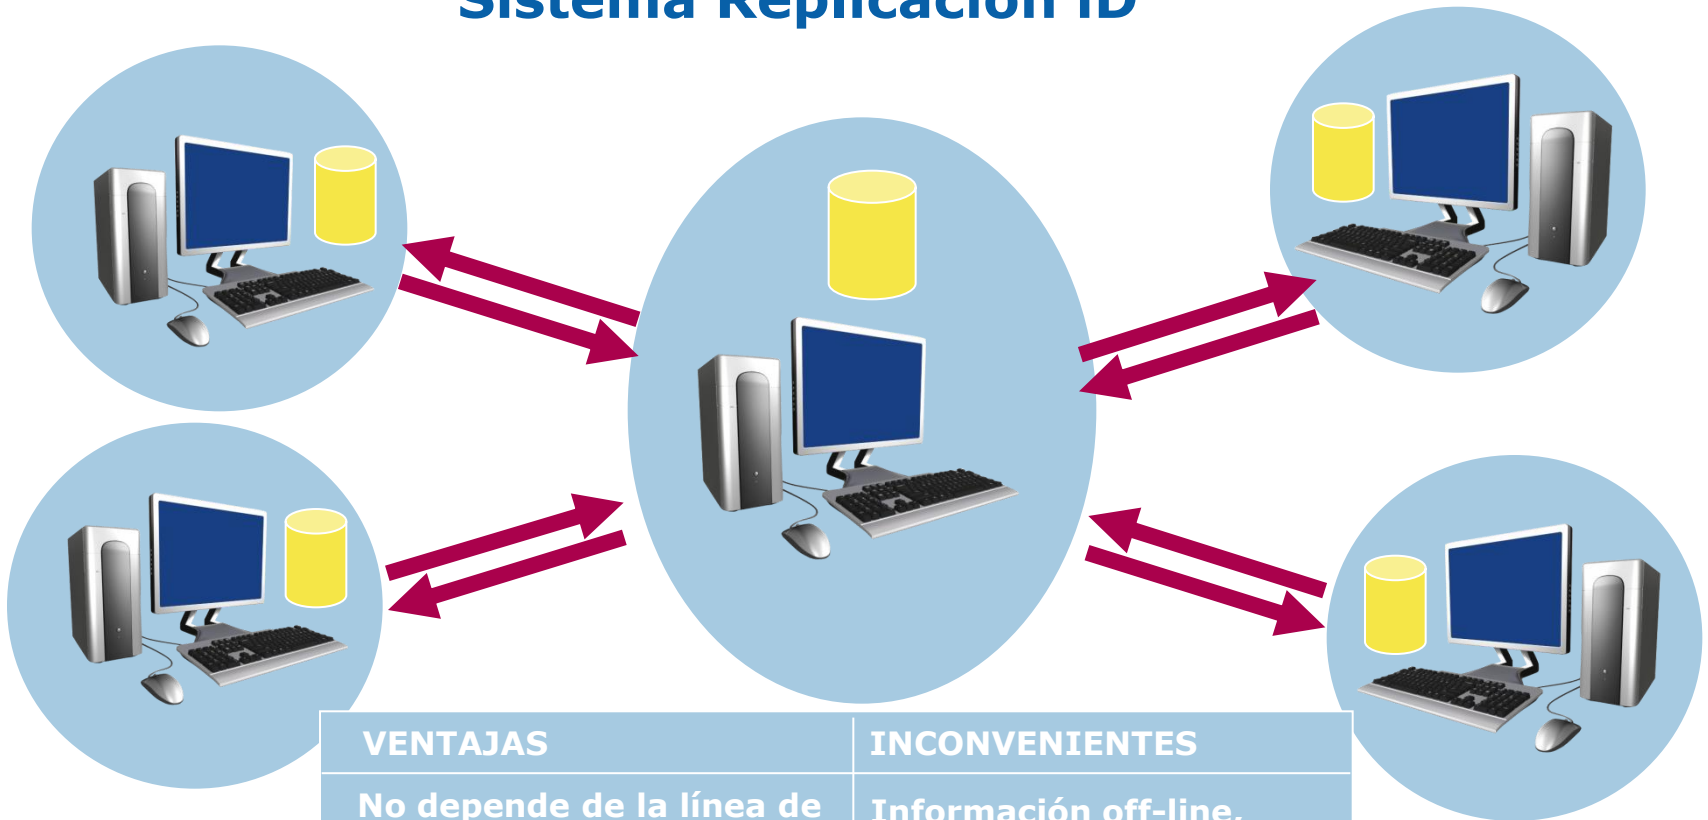 Sistema Replicación iD
VENTAJAS
INCONVENIENTES
No depende de la línea de
Información off-line,